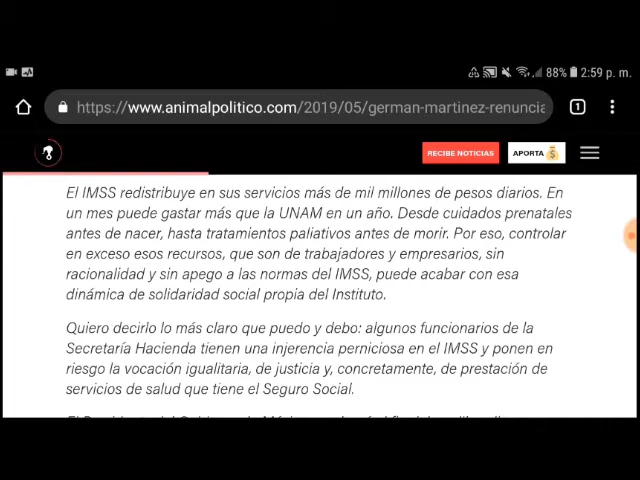 88% 2:59 p. m.
https://www.animalpolitico.com/2019/05/german-martinez-renuncia
1
RECIBE NOTICIAS APORTA
El IMSS redistribuye en sus servicios más de mil millones de pesos diarios. En
un mes puede gastar más que la UNAM en un año. Desde cuidados prenatales
antes de nacer, hasta tratamientos paliativos antes de morir. Por eso, controlar
en exceso esos recursos, que son de trabajadores y empresarios, sin
racionalidad y sin apego a las normas del IMSS, puede acabar con esa
dinámica de solidaridad social propia del Instituto.
Quiero decirlo lo más claro que puedo y debo: algunos funcionarios de la
Secretaría Hacienda tienen una injerencia perniciosa en el IMSS y ponen en
riesgo la vocación igualitaria, de justicia y, concretamente, de prestación de
servicios de salud que tiene el Seguro Social.